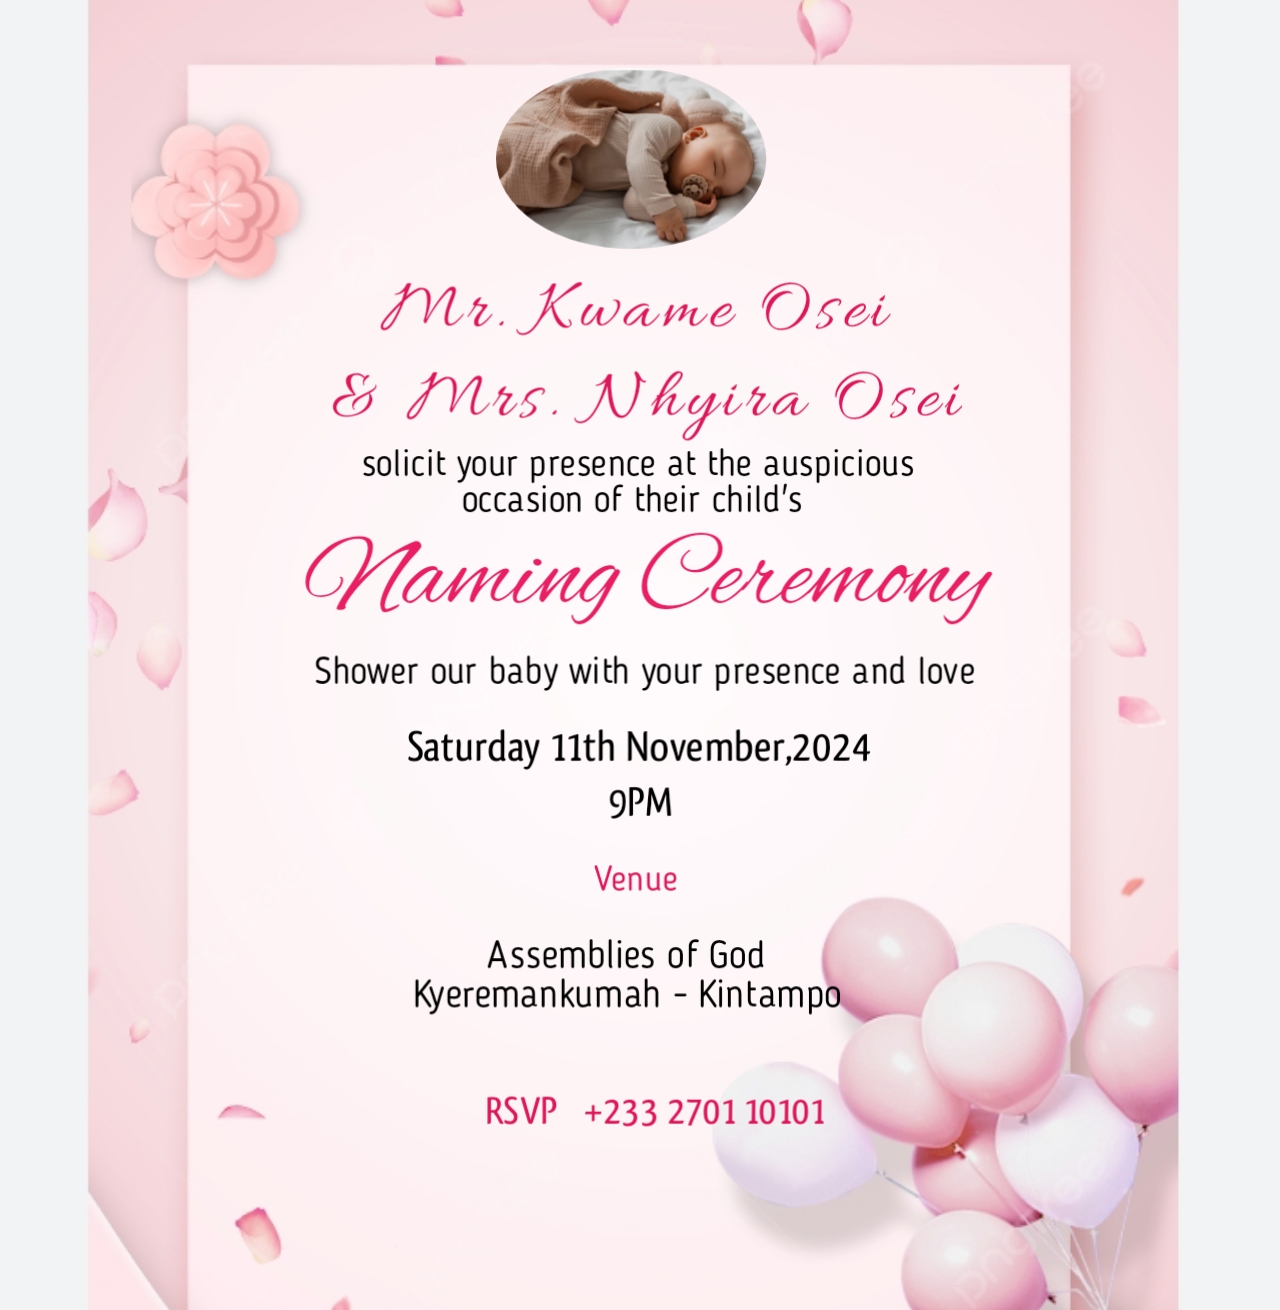 Mr. Kwame Osei
& Mrs. Nhyira Osei
solicit your presence at the auspicious
occasion of their child's
Naming Ceremony
Shower our baby with your presence and love
Saturday 11th November,2024
9PM
Venue
Assemblies of God
Kyeremankumah - Kintampo
RSVP +233 2701 10101